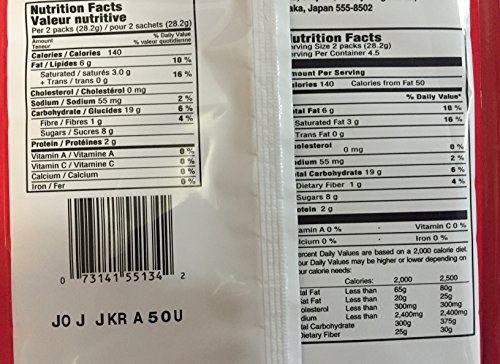 Nutrition Facts
Valeur nutritive
Per 2 packs (28.2g) / pour 2 sachets (28.2g)
Amount % Daily Value
Teneur % valeur quotidienne
Calories / Calories 140
Fat / Lipides 6 g 10 %
Saturated / saturés 3.0 g
+ Trans / trans 0 g 16 %
Cholesterol / Cholestérol 0 mg
Sodium / Sodium 55 mg 2 %
Carbohydrate / Glucides 19 g 6 %
Fibre / Fibres 1 g 4 %
Sugars / Sucres 8 g
Protein / Protéines 2 g
Vitamin A / Vitamine A 0 %
Vitamin C / Vitamine C 0 %
Calcium / Calcium 0 %
Iron / Fer 0 %
0 73141 55134 2
JO J JKR A 50U
aka, Japan 555-8502
utrition Facts
erving Size 2 packs (28.2g)
erving Per Container 4.5
mount Per Serving
alories 140 Calories from Fat 50
% Daily Value*
tal Fat 6 g 10 %
Saturated Fat 3 g 16 %
Trans Fat 0 g
olesterol 0 mg 0 %
dium 55 mg 2 %
tal Carbohydrate 19 g 6 %
Dietary Fiber 1 g 4 %
Sugars 8 g
otein 2 g
amin A 0 % · Vitamin C 0 %
lcium 0 % · Iron 0 %
ercent Daily Values are based on a 2,000 calorie diet.
our Daily Values may be higher or lower depending on
our calorie needs:
Calories: 2,000 2,500
tal Fat Less than 65g 80g
Sat Fat Less than 20g 25g
olesterol Less than 300mg 300mg
dium Less than 2,400mg 2,400mg
tal Carbohydrate 300g 375g
Dietary Fiber 25g 30g